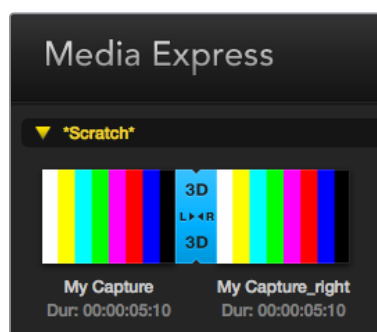 Media Express
*Scratch*
3D
L R
3D
My Capture My Capture_right
Dur: 00:00:05:10 Dur: 00:00:05:10